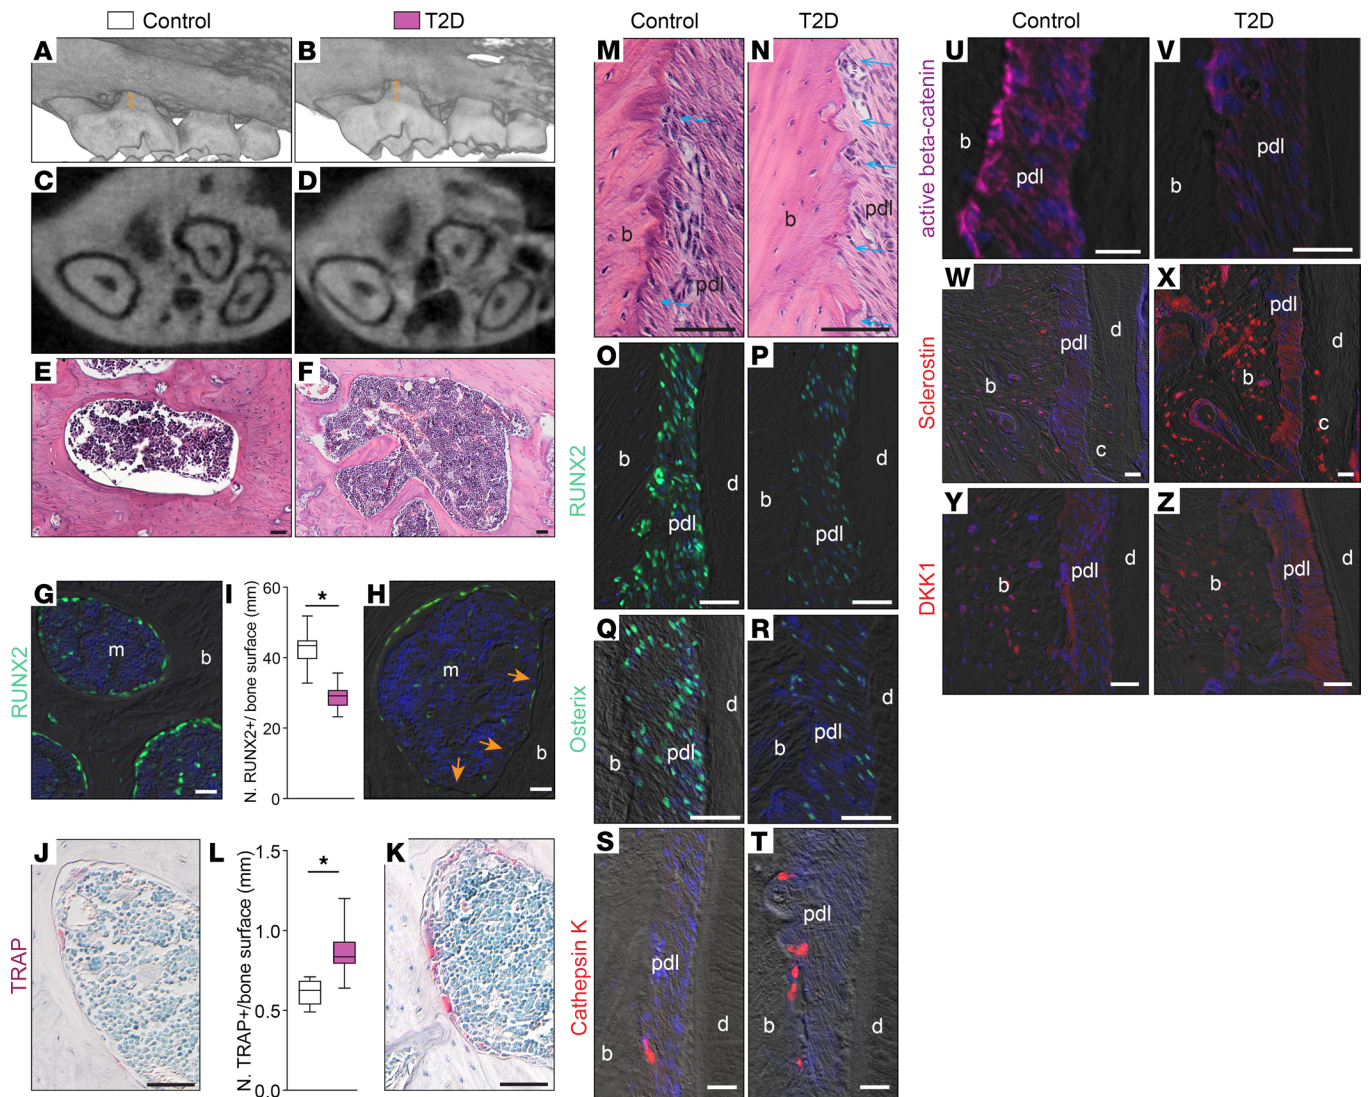 Control
T2D
Control
T2D
Control
T2D
A
B
C
D
E
F
G
RUNX2
m
b
I
N. RUNX2+/ bone surface (mm)
60
40
20
0
*
H
m
b
J
TRAP
L
N. TRAP+/bone surface (mm)
1.5
1.0
0.5
0.0
*
K
M
b
pdl
N
b
pdl
O
RUNX2
b
pdl
d
P
b
pdl
d
Q
Osterix
b
pdl
d
R
b
pdl
d
S
Cathepsin K
b
pdl
d
T
b
pdl
d
U
active beta-catenin
b
pdl
V
b
pdl
W
Sclerostin
b
pdl
d
c
X
b
pdl
d
c
Y
DKK1
b
pdl
d
Z
b
pdl
d